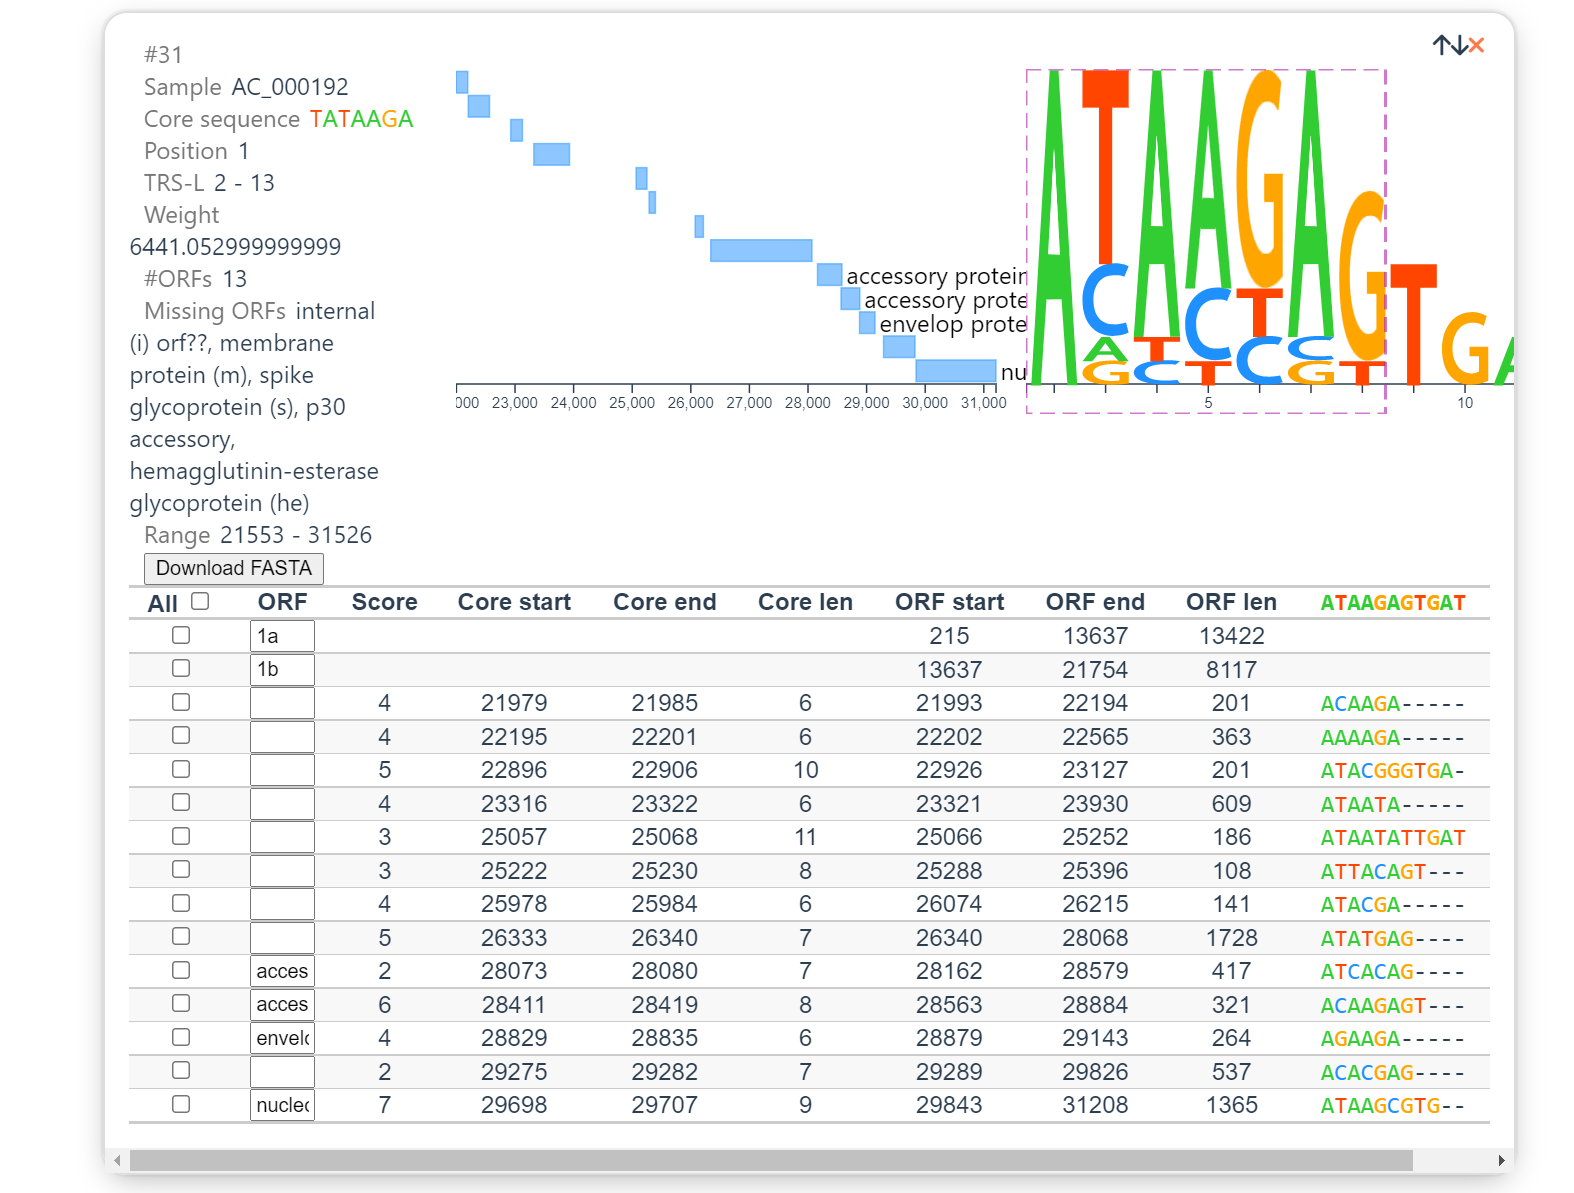 #31
Sample AC_000192
Core sequence TATAAGA
Position 1
TRS-L 2 - 13
Weight
6441.052999999999
#ORFs 13
Missing ORFs internal
(i) orf??, membrane
protein (m), spike
glycoprotein (s), p30
accessory,
hemagglutinin-esterase
glycoprotein (he)
Range 21553 - 31526
Download FASTA
accessory protein
accessory prote
envelop prote
nu
000 23,000 24,000 25,000 26,000 27,000 28,000 29,000 30,000 31,000
A T A A G A G T G A
C C T C
A T C C
G C T G T
5 10
All ORF Score Core start Core end Core len ORF start ORF end ORF len ATAAGAGTGAT
1a 215 13637 13422
1b 13637 21754 8117
4 21979 21985 6 21993 22194 201 ACAAGA-----
4 22195 22201 6 22202 22565 363 AAAAGA-----
5 22896 22906 10 22926 23127 201 ATACGGGTGA-
4 23316 23322 6 23321 23930 609 ATAATA-----
3 25057 25068 11 25066 25252 186 ATAATATTGAT
3 25222 25230 8 25288 25396 108 ATTACAGT---
4 25978 25984 6 26074 26215 141 ATACGA-----
5 26333 26340 7 26340 28068 1728 ATATGAG----
acces 2 28073 28080 7 28162 28579 417 ATCACAG----
acces 6 28411 28419 8 28563 28884 321 ACAAGAGT---
envelo 4 28829 28835 6 28879 29143 264 AGAAGA-----
2 29275 29282 7 29289 29826 537 ACACGAG----
nucleo 7 29698 29707 9 29843 31208 1365 ATAAGCGTG--